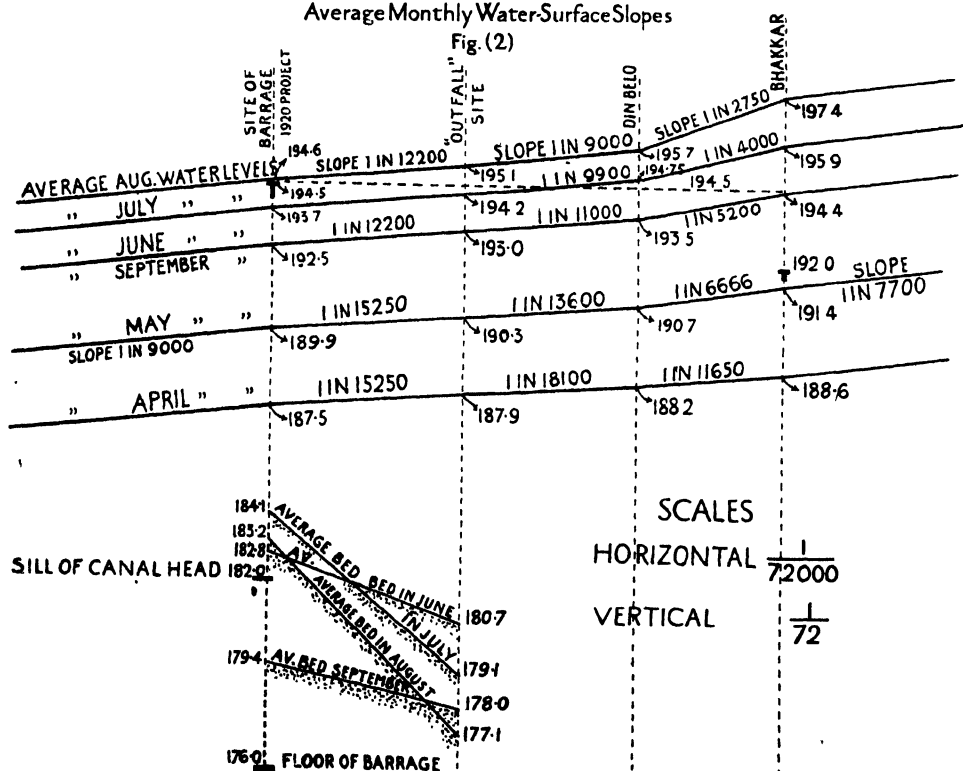 Average Monthly Water-Surface Slopes
Fig. (2)
SITE OF BARRAGE
1920 PROJECT
"OUTFALL" SITE
DIN BELO
BHAKKAR
AVERAGE AUG. WATER LEVELS
194.6
SLOPE 1 IN 12200
195.1
SLOPE 1 IN 9000
195.7
SLOPE 1 IN 2750
197.4
194.5
194.5
„ JULY „ „
193.7
194.2
1 IN 9900
194.75
1 IN 4000
195.9
„ JUNE „ „
„ SEPTEMBER „
192.5
1 IN 12200
193.0
1 IN 11000
193.5
1 IN 5200
194.4
192.0
„ MAY „ „
SLOPE 1 IN 9000
189.9
1 IN 15250
190.3
1 IN 13600
190.7
1 IN 6666
191.4
SLOPE
1 IN 7700
„ APRIL „ „
187.5
1 IN 15250
187.9
1 IN 18100
188.2
1 IN 11650
188.6
184.1
183.2
182.8
SILL OF CANAL HEAD 182.0
179.4
176.0 FLOOR OF BARRAGE
AVERAGE BED IN JULY
AV. BED IN JUNE
AVERAGE BED IN AUGUST
AV. BED SEPTEMBER
180.7
179.1
178.0
177.1
SCALES
HORIZONTAL 1/72000
VERTICAL 1/72